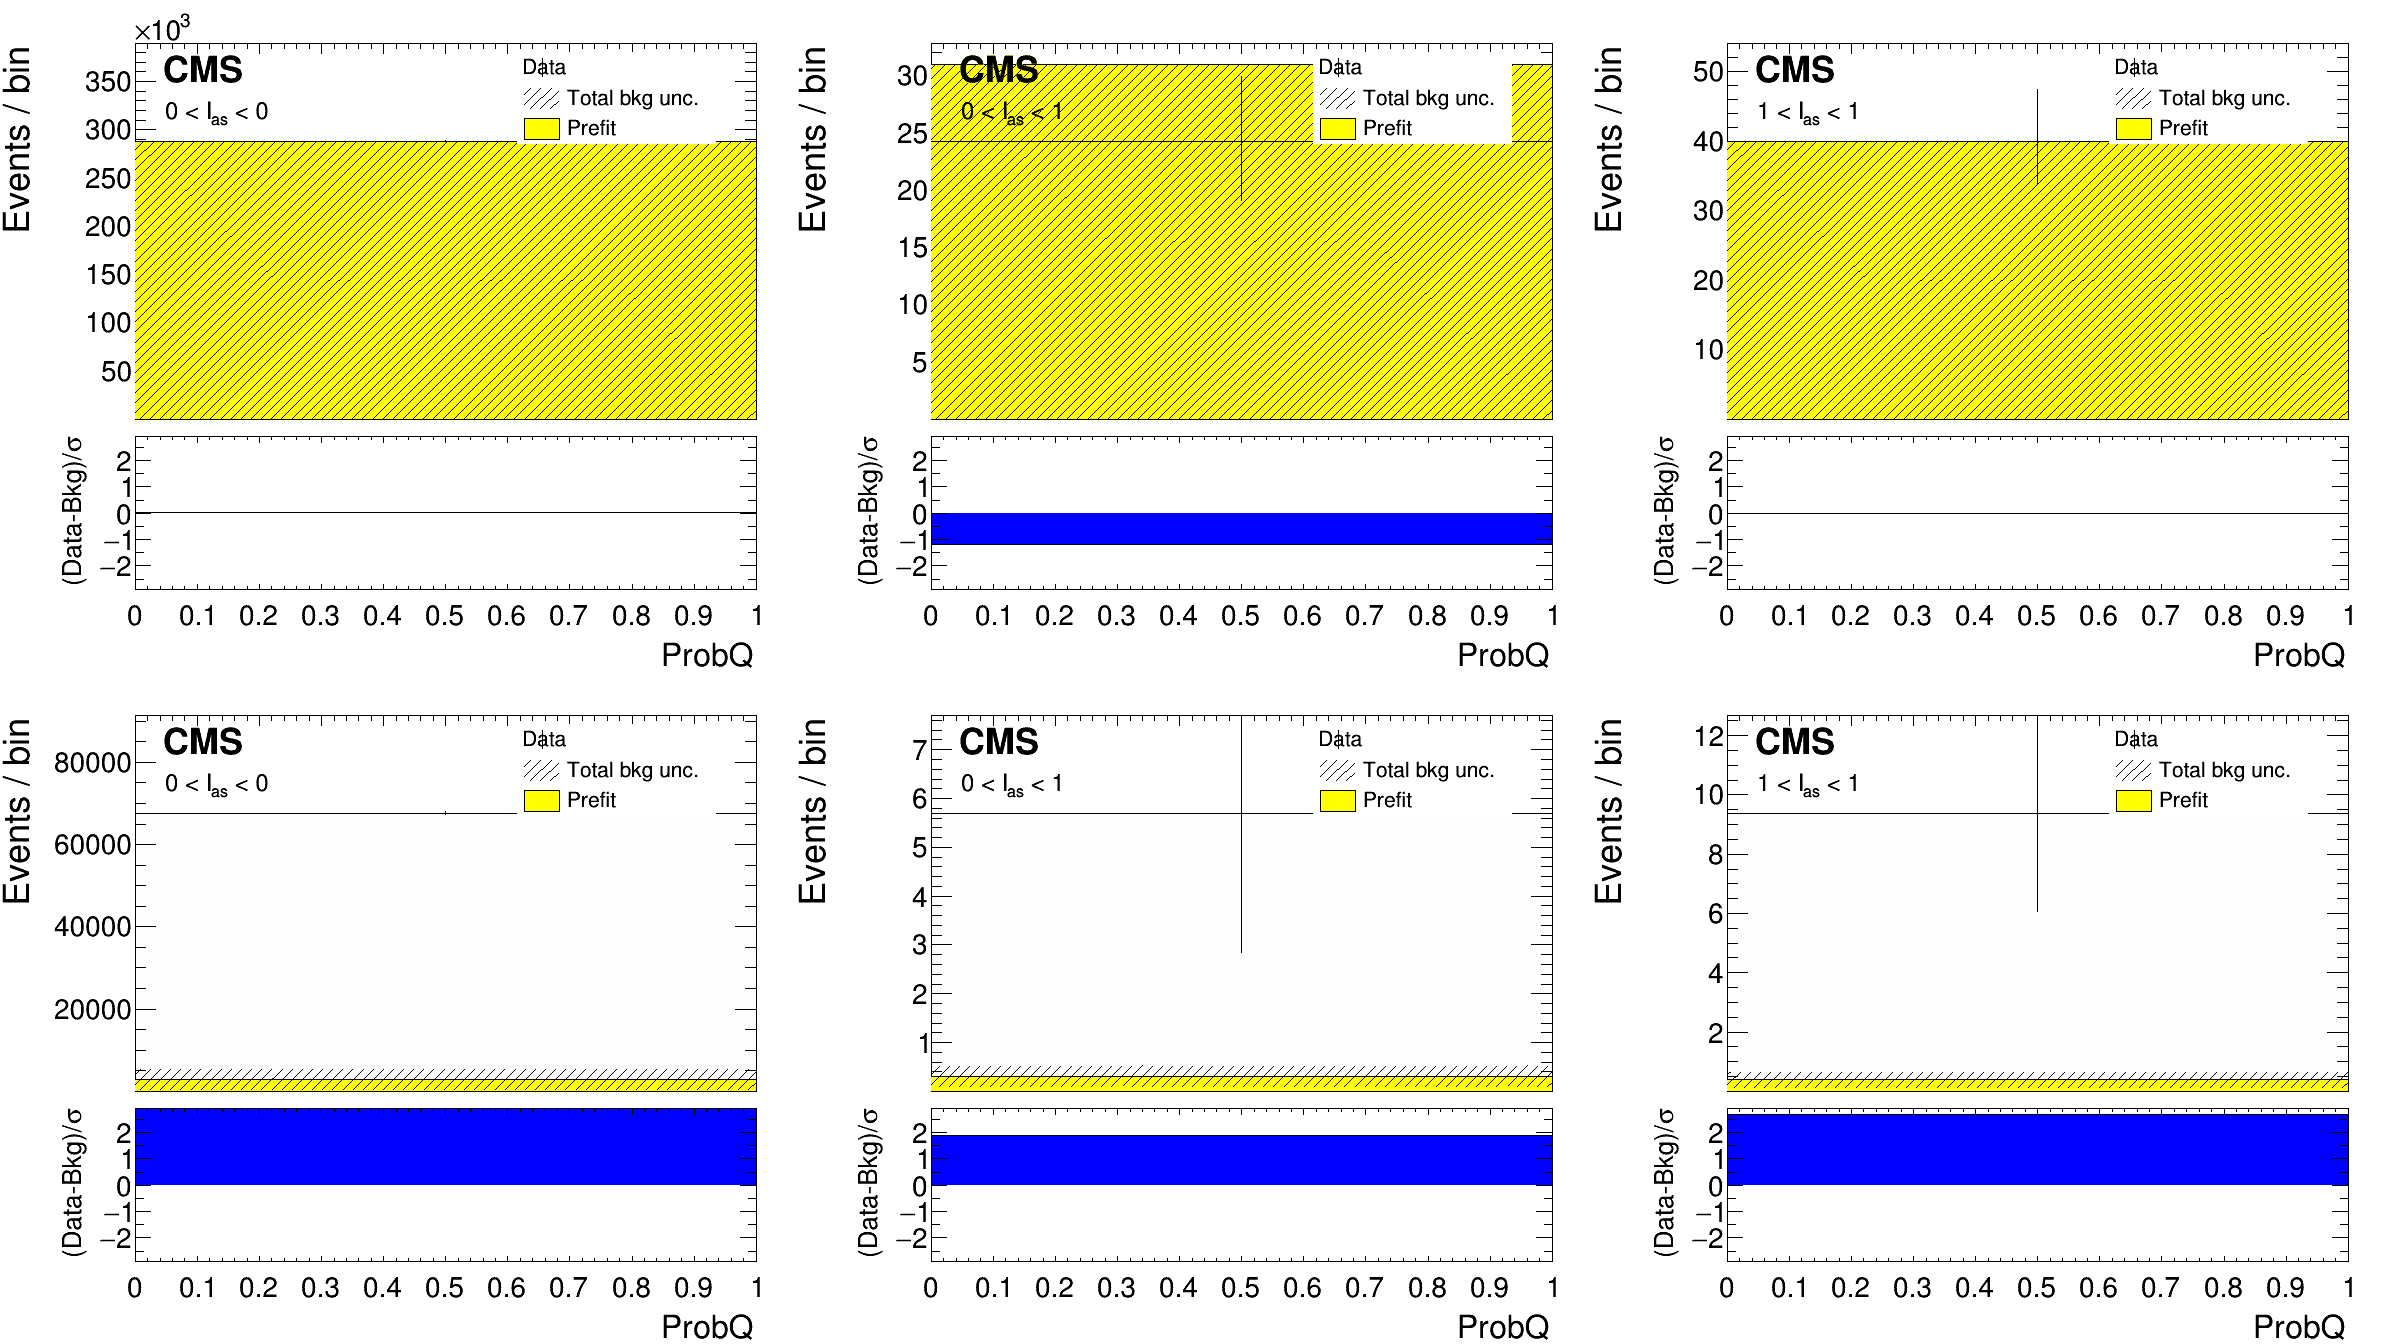 ×10³
Events / bin
350
300
250
200
150
100
50
CMS
0 < Ias < 0
Data
Total bkg unc.
Prefit
(Data-Bkg)/σ
2
1
0
−1
−2
0 0.1 0.2 0.3 0.4 0.5 0.6 0.7 0.8 0.9 1
ProbQ
Events / bin
30
25
20
15
10
5
CMS
0 < Ias < 1
Data
Total bkg unc.
Prefit
(Data-Bkg)/σ
2
1
0
−1
−2
0 0.1 0.2 0.3 0.4 0.5 0.6 0.7 0.8 0.9 1
ProbQ
Events / bin
50
40
30
20
10
CMS
1 < Ias < 1
Data
Total bkg unc.
Prefit
(Data-Bkg)/σ
2
1
0
−1
−2
0 0.1 0.2 0.3 0.4 0.5 0.6 0.7 0.8 0.9 1
ProbQ
Events / bin
80000
60000
40000
20000
CMS
0 < Ias < 0
Data
Total bkg unc.
Prefit
(Data-Bkg)/σ
2
1
0
−1
−2
0 0.1 0.2 0.3 0.4 0.5 0.6 0.7 0.8 0.9 1
ProbQ
Events / bin
7
6
5
4
3
2
1
CMS
0 < Ias < 1
Data
Total bkg unc.
Prefit
(Data-Bkg)/σ
2
1
0
−1
−2
0 0.1 0.2 0.3 0.4 0.5 0.6 0.7 0.8 0.9 1
ProbQ
Events / bin
12
10
8
6
4
2
CMS
1 < Ias < 1
Data
Total bkg unc.
Prefit
(Data-Bkg)/σ
2
1
0
−1
−2
0 0.1 0.2 0.3 0.4 0.5 0.6 0.7 0.8 0.9 1
ProbQ